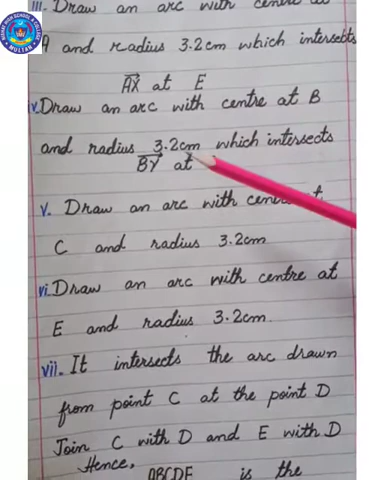 iii. Draw an arc with centre at
A and radius 3.2cm which intersects
AX at E
iv. Draw an arc with centre at B
and radius 3.2cm which intersects
BY at
v. Draw an arc with centre at
C and radius 3.2cm
vi. Draw an arc with centre at
E and radius 3.2cm.
vii. It intersects the arc drawn
from point C at the point D
Join C with D and E with D
Hence,
ABCDE is the
MULTAN